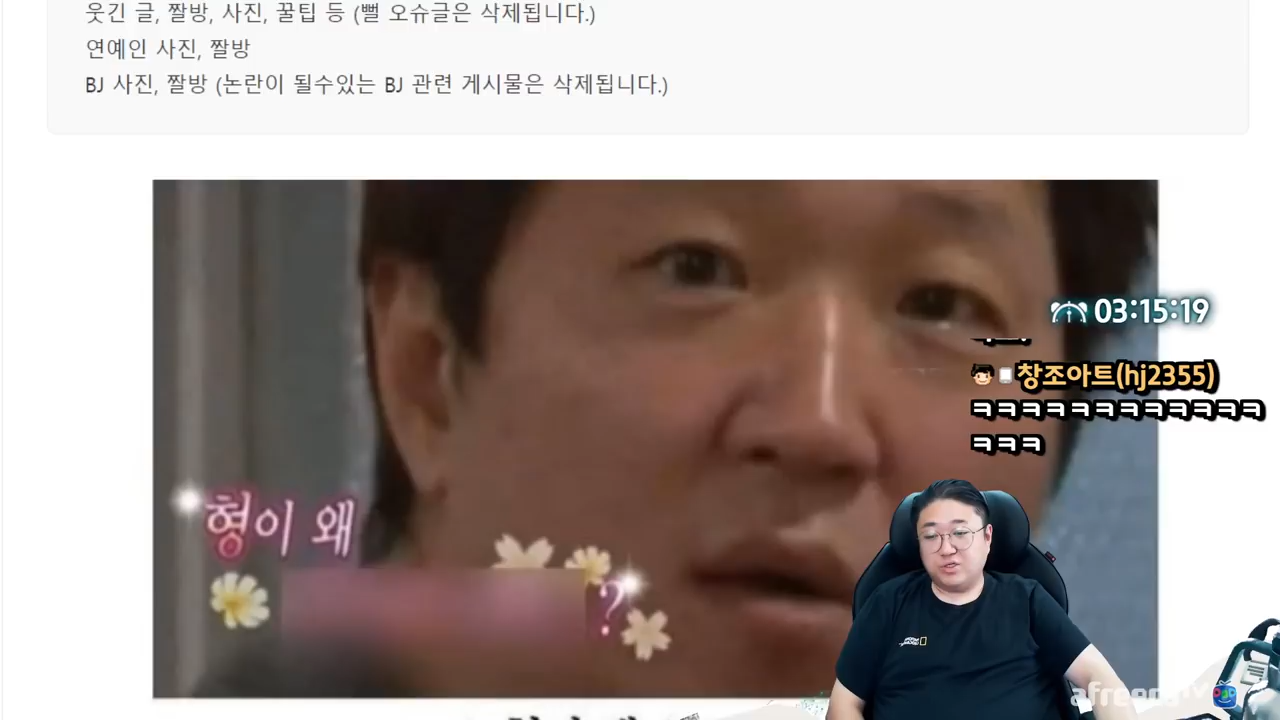 웃긴 글, 짤방, 사진, 꿀팁 등 (뻘 오슈글은 삭제됩니다.)
연예인 사진, 짤방
BJ 사진, 짤방 (논란이 될수있는 BJ 관련 게시물은 삭제됩니다.)
03:15:19
창조아트(hj2355)
ㅋㅋㅋㅋㅋㅋㅋㅋㅋㅋㅋㅋ
ㅋㅋㅋ
형이 왜
?
afreecaTV